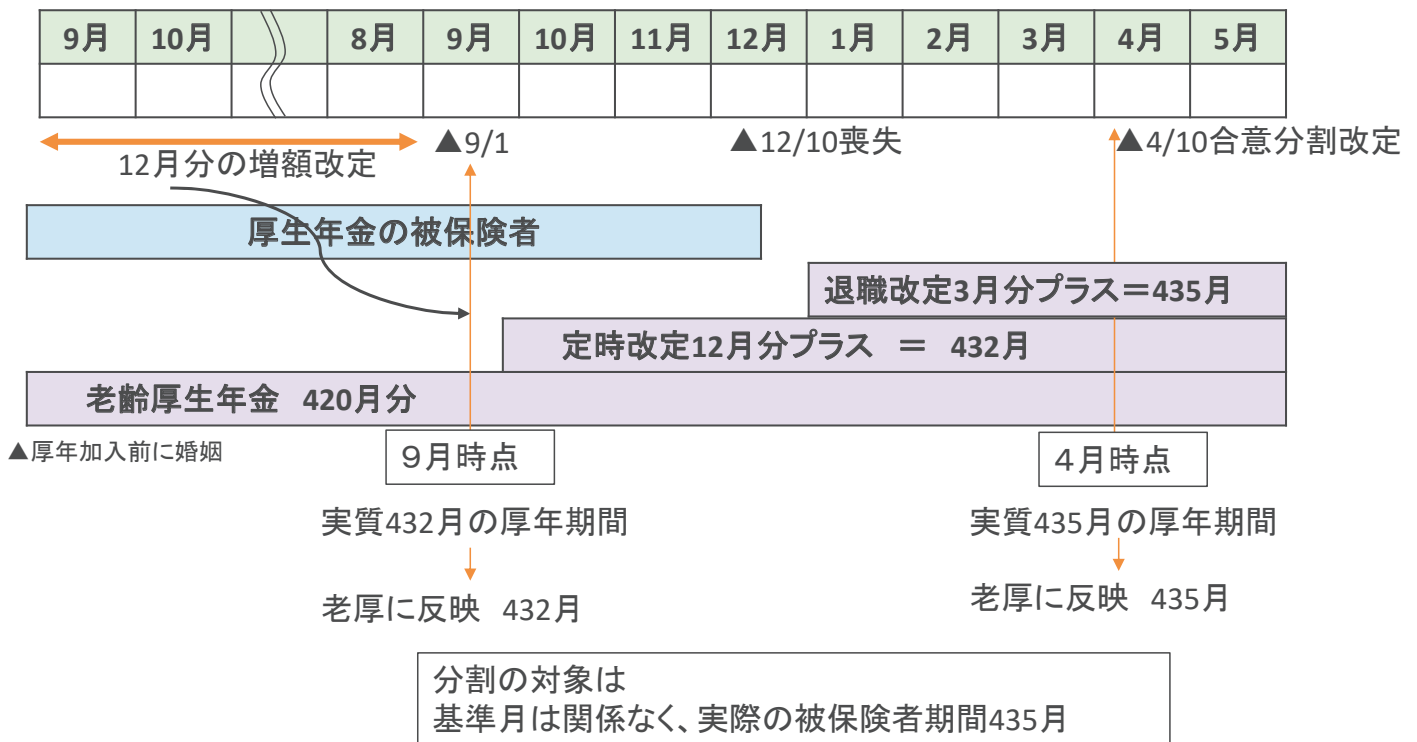 9月 10月 8月 9月 10月 11月 12月 1月 2月 3月 4月 5月
▲9/1
▲12/10喪失
▲4/10合意分割改定
12月分の増額改定
厚生年金の被保険者
退職改定3月分プラス＝435月
定時改定12月分プラス ＝ 432月
老齢厚生年金 420月分
▲厚年加入前に婚姻
９月時点
４月時点
実質432月の厚年期間
実質435月の厚年期間
老厚に反映 432月
老厚に反映 435月
分割の対象は
基準月は関係なく、実際の被保険者期間435月